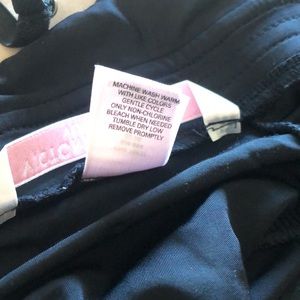 MACHINE WASH WARM
WITH LIKE COLORS
GENTLE CYCLE
ONLY NON-CHLORINE
BLEACH WHEN NEEDED
TUMBLE DRY LOW
REMOVE PROMPTLY